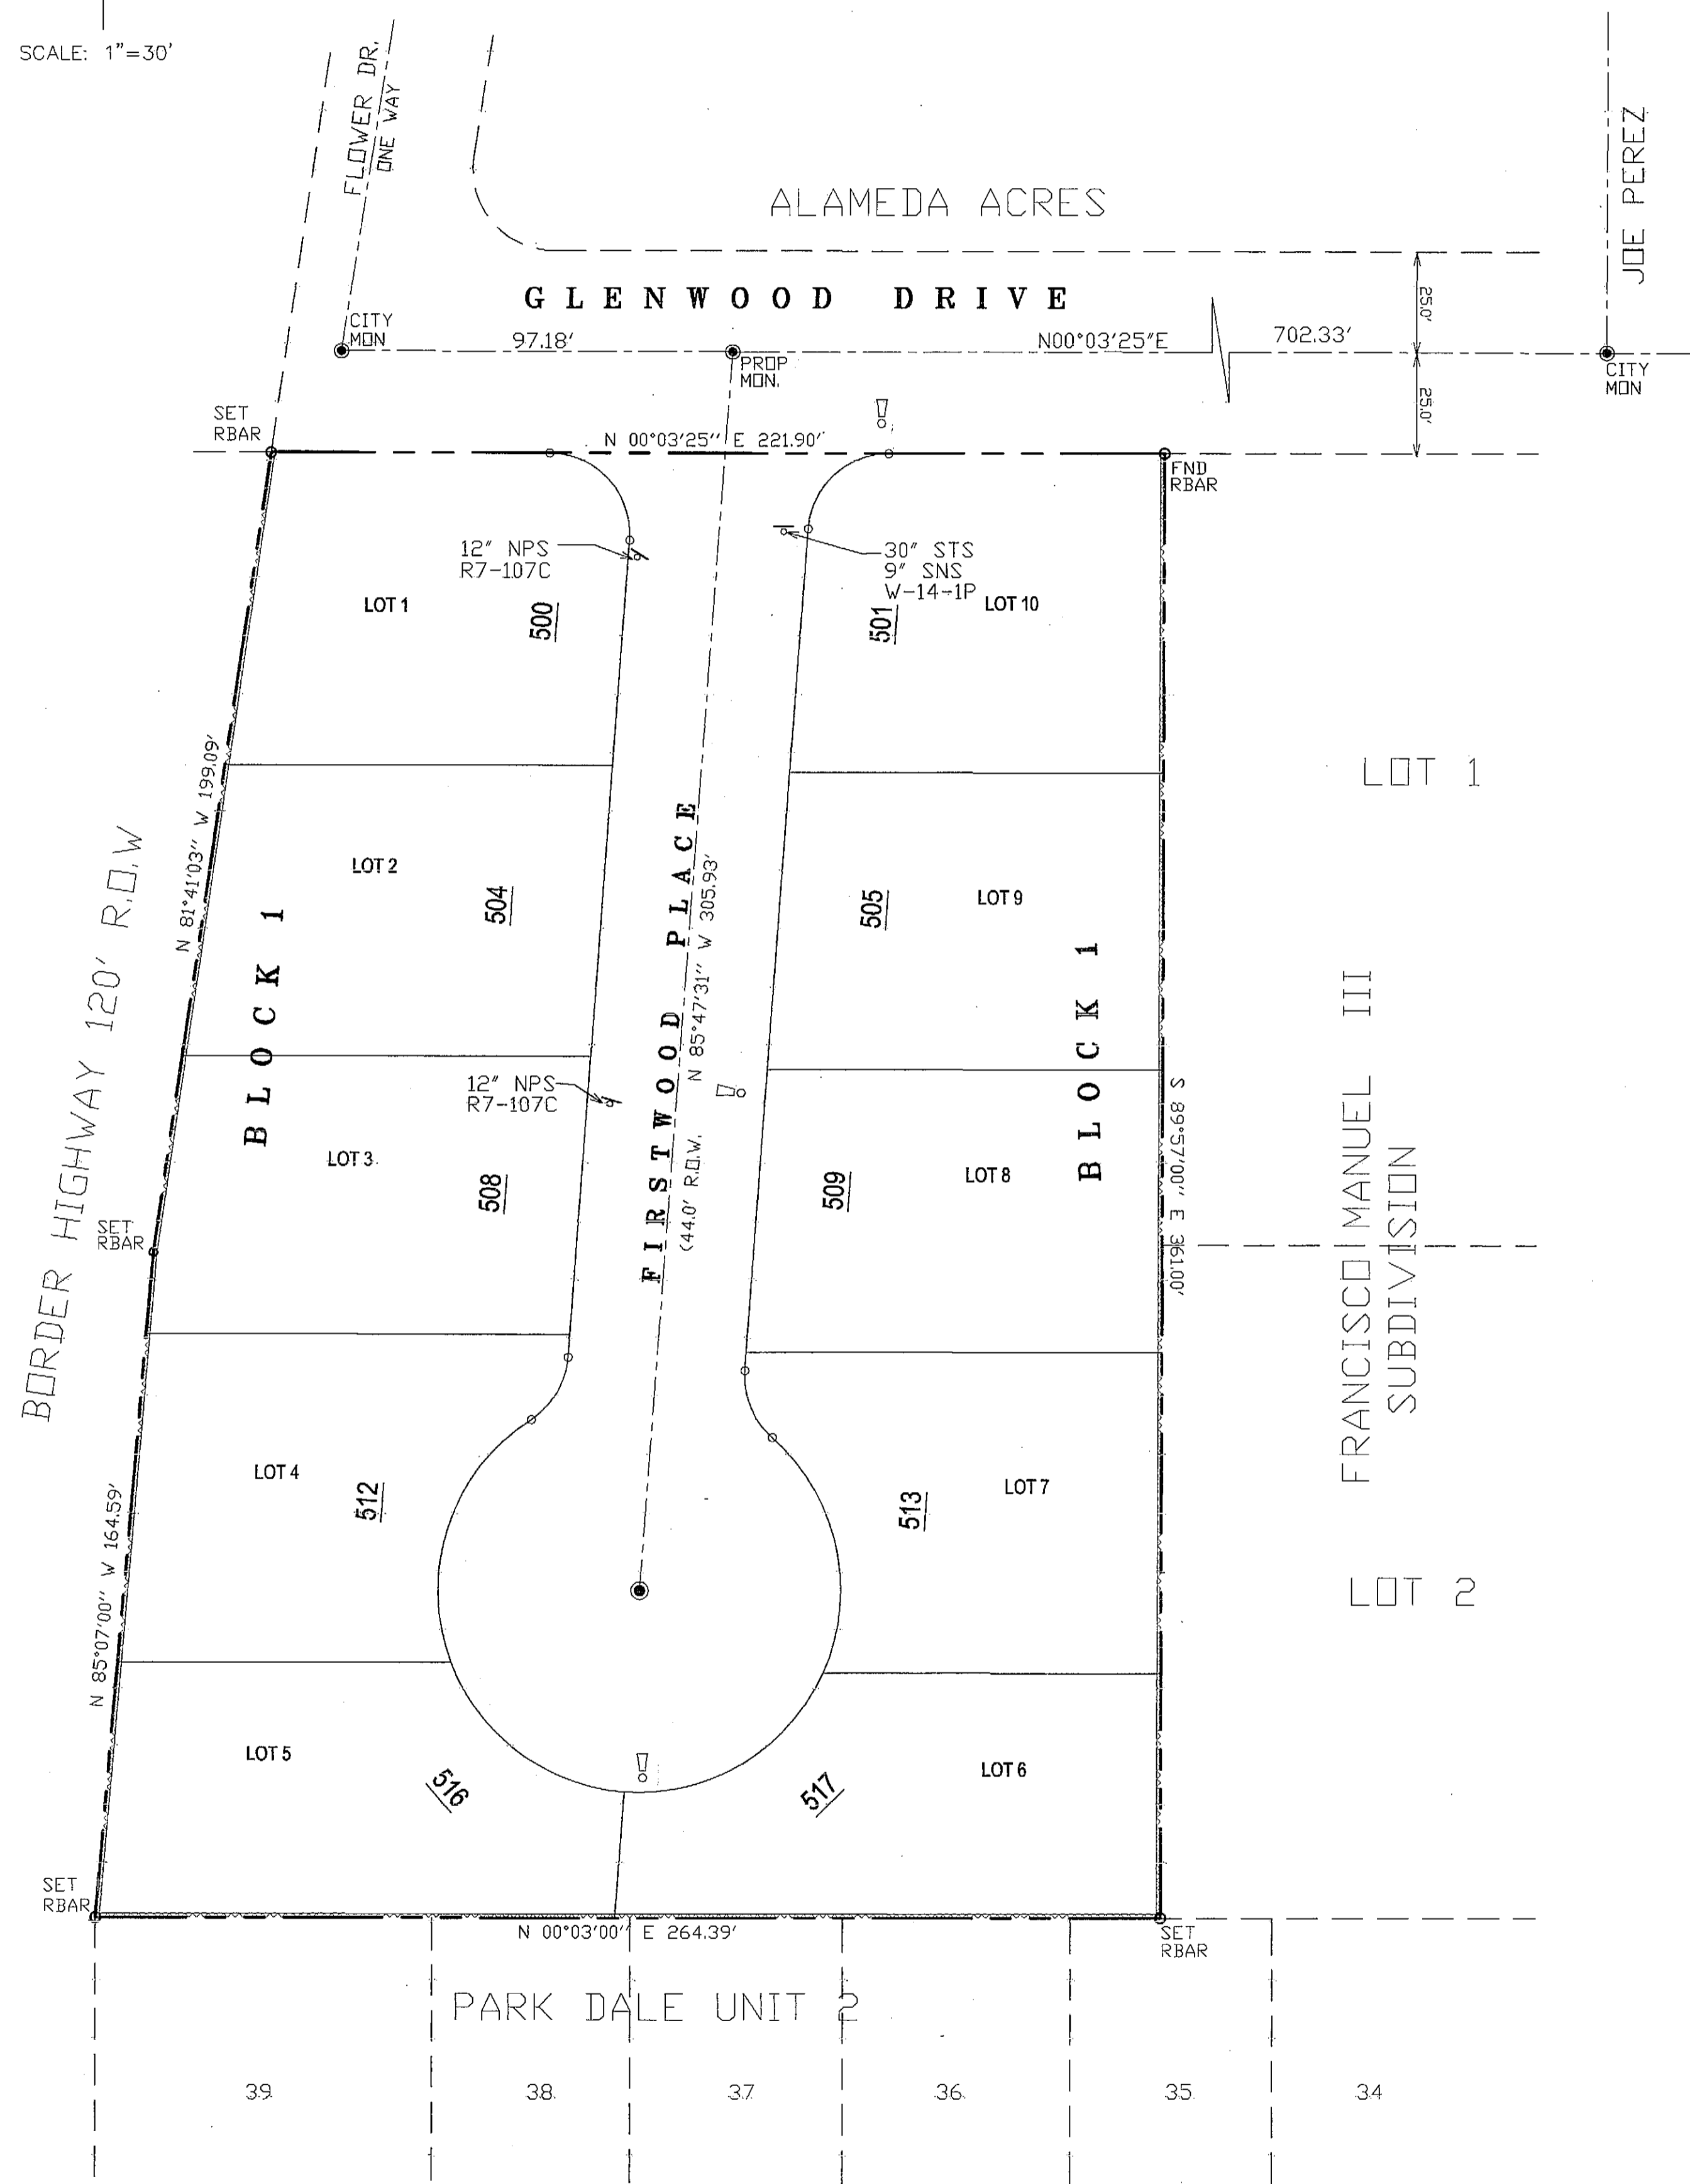 SCALE: 1"=30'
FLOWER DR.
ONE WAY
JOE PEREZ
ALAMEDA ACRES
GLENWOOD DRIVE
25.0'
25.0'
CITY
MON
97.18'
PROP
MON.
N00°03'25"E
702.33'
CITY
MON
SET
RBAR
N 00°03'25'' E 221.90'
FND
RBAR
12" NPS
R7-107C
30" STS
9" SNS
W-14-1P
LOT 1
500
501
LOT 10
N 81°41'03'' W 199.09'
LOT 1
LOT 2
504
505
LOT 9
BLOCK 1
FIRSTWOOD PLACE
N 85°47'31'' W 305.93'
(44.0' R.O.W.
BLOCK 1
BORDER HIGHWAY 120' R.O.W
12" NPS
R7-107C
S 89°57'00'' E 361.00'
FRANCISCO MANUEL III
SUBDIVISION
LOT 3
508
509
LOT 8
SET
RBAR
LOT 4
512
513
LOT 7
N 85°07'00'' W 164.59'
LOT 2
LOT 5
516
517
LOT 6
SET
RBAR
N 00°03'00'' E 264.39'
SET
RBAR
PARK DALE UNIT 2
39
38
37
36
35
34